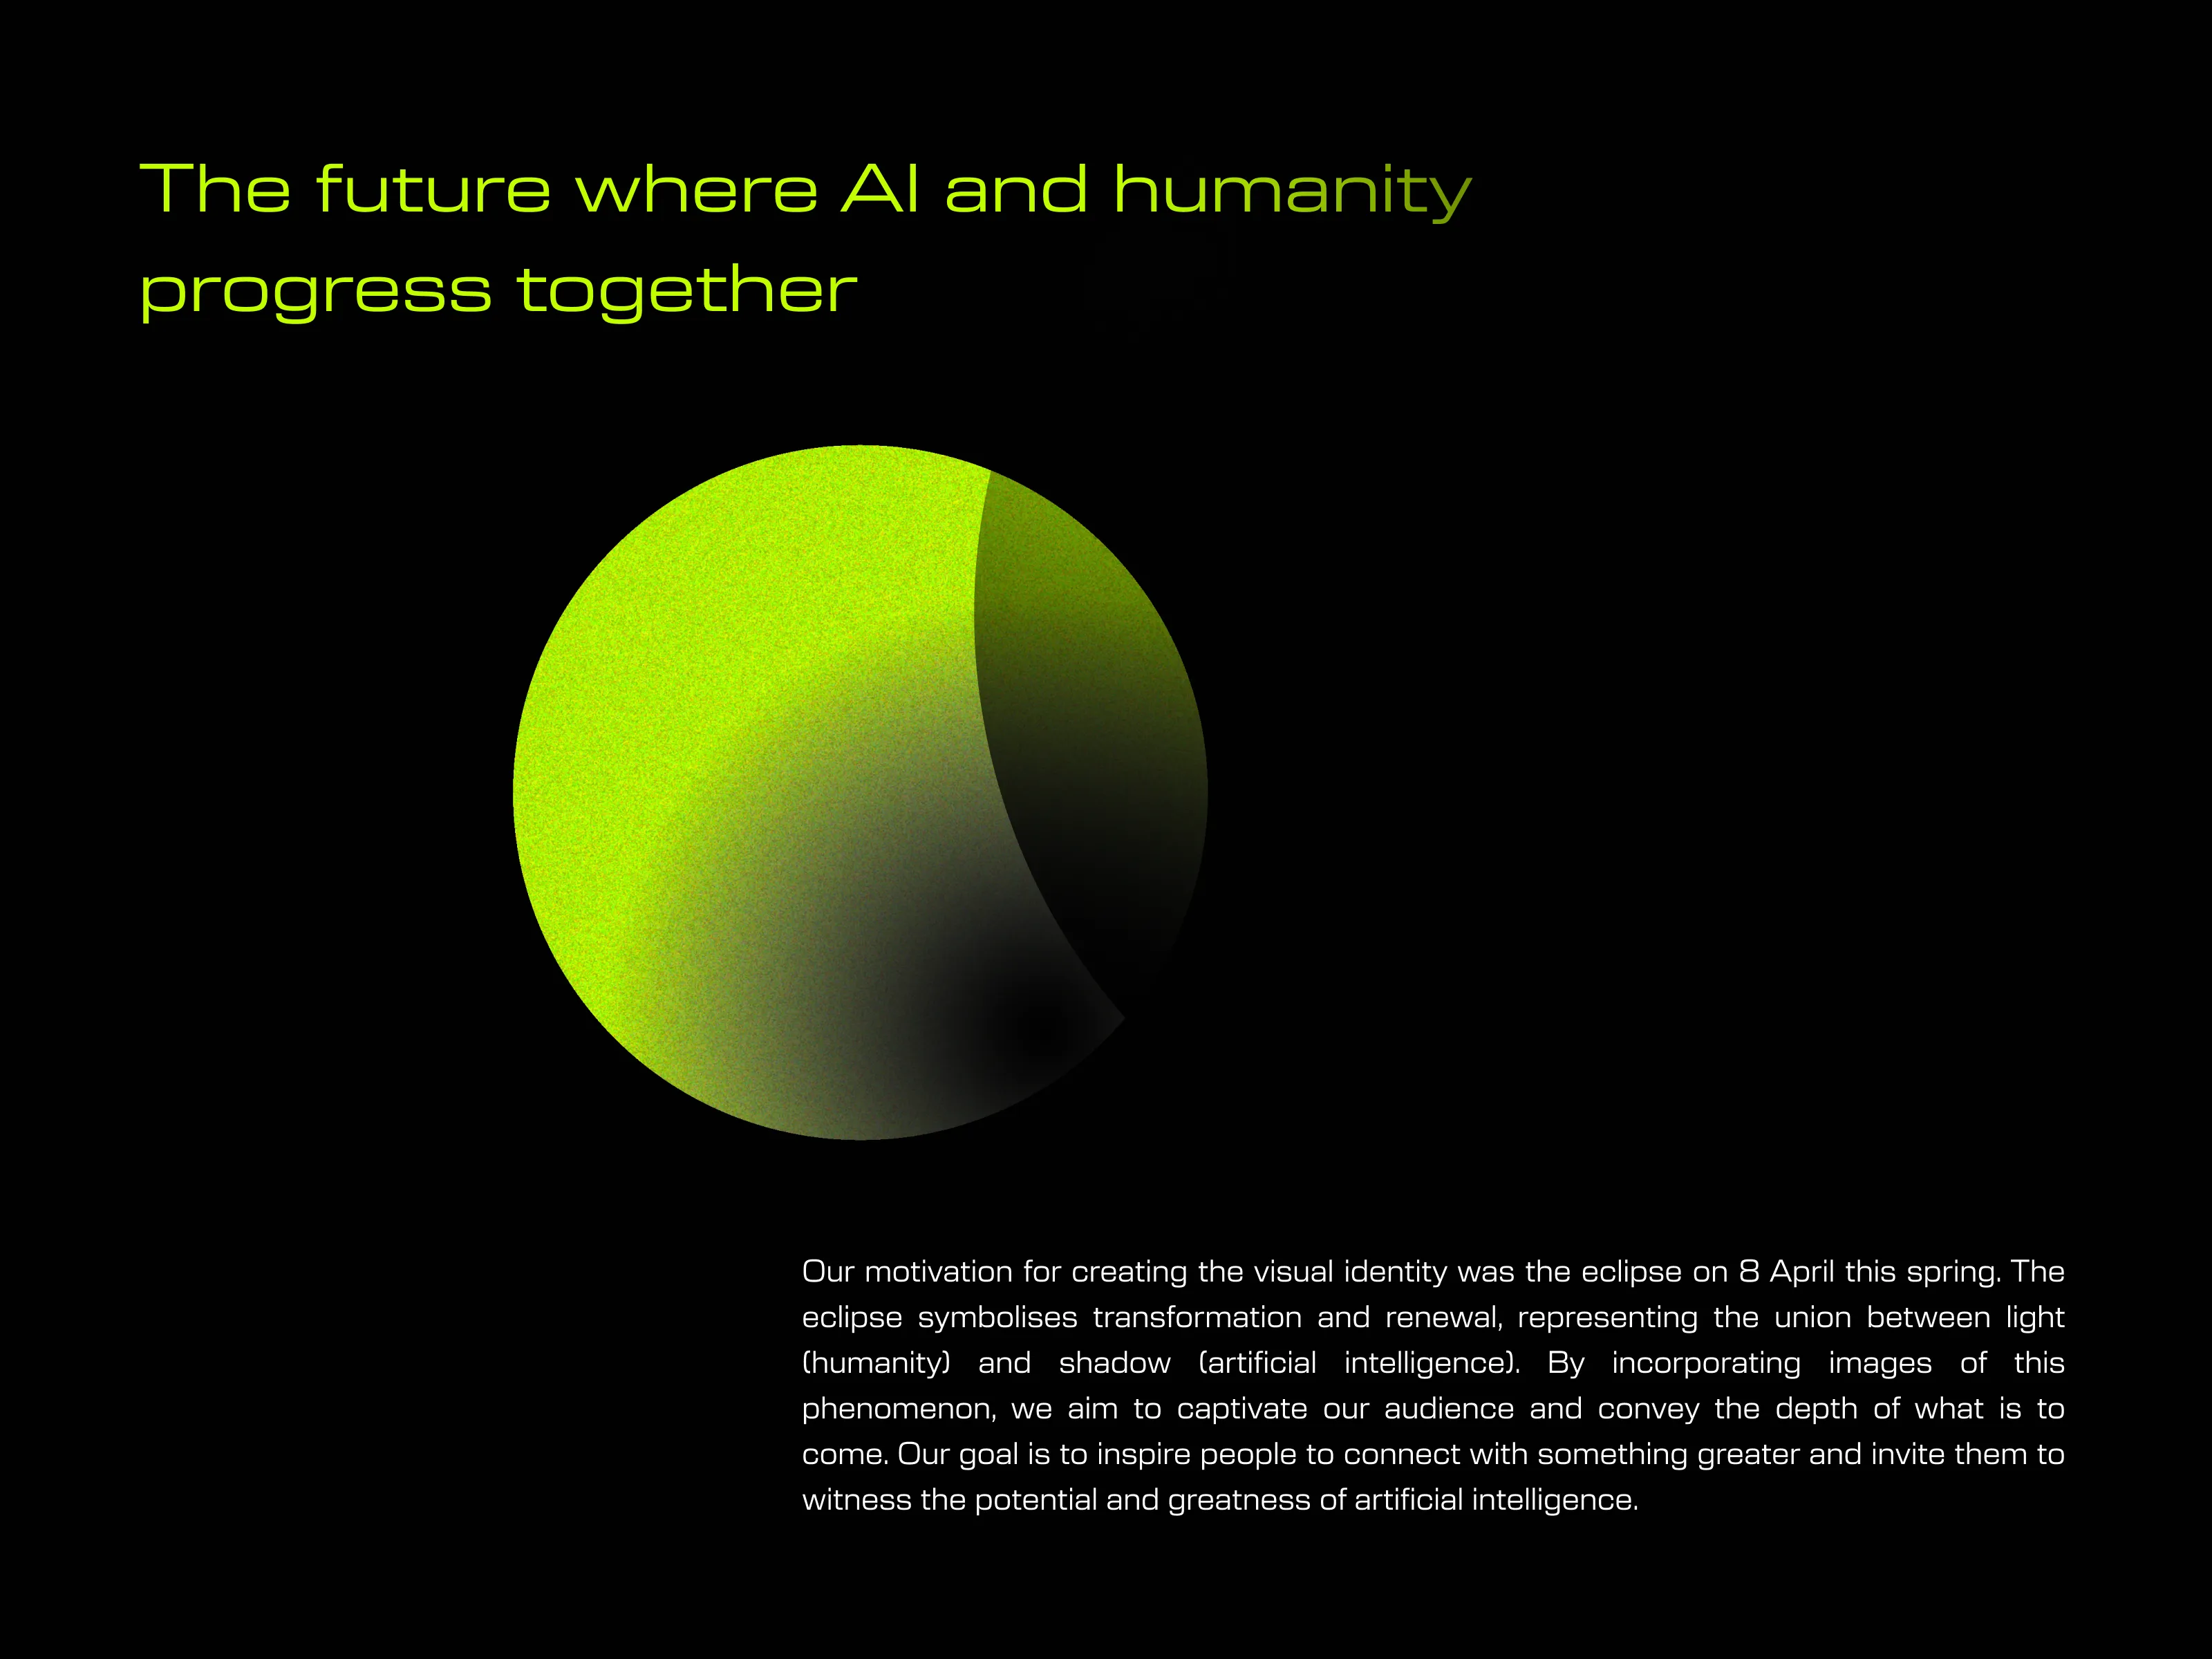 The future where AI and humanity
progress together
Our motivation for creating the visual identity was the eclipse on 8 April this spring. The
eclipse symbolises transformation and renewal, representing the union between light
(humanity) and shadow (artificial intelligence). By incorporating images of this
phenomenon, we aim to captivate our audience and convey the depth of what is to
come. Our goal is to inspire people to connect with something greater and invite them to
witness the potential and greatness of artificial intelligence.